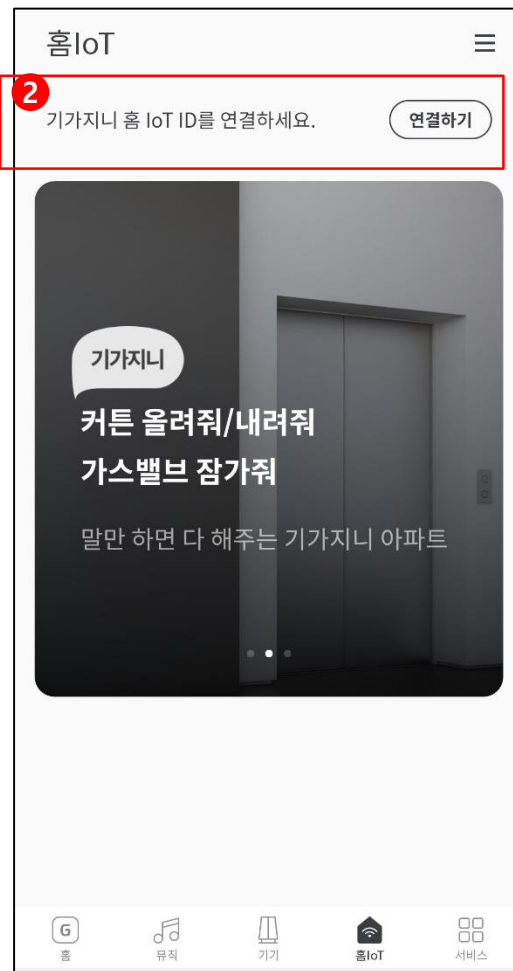 홈IoT
2
기가지니 홈 IoT ID를 연결하세요.
연결하기
기가지니
커튼 올려줘/내려줘
가스밸브 잠가줘
말만 하면 다 해주는 기가지니 아파트
G
홈
뮤직
기기
홈IoT
서비스